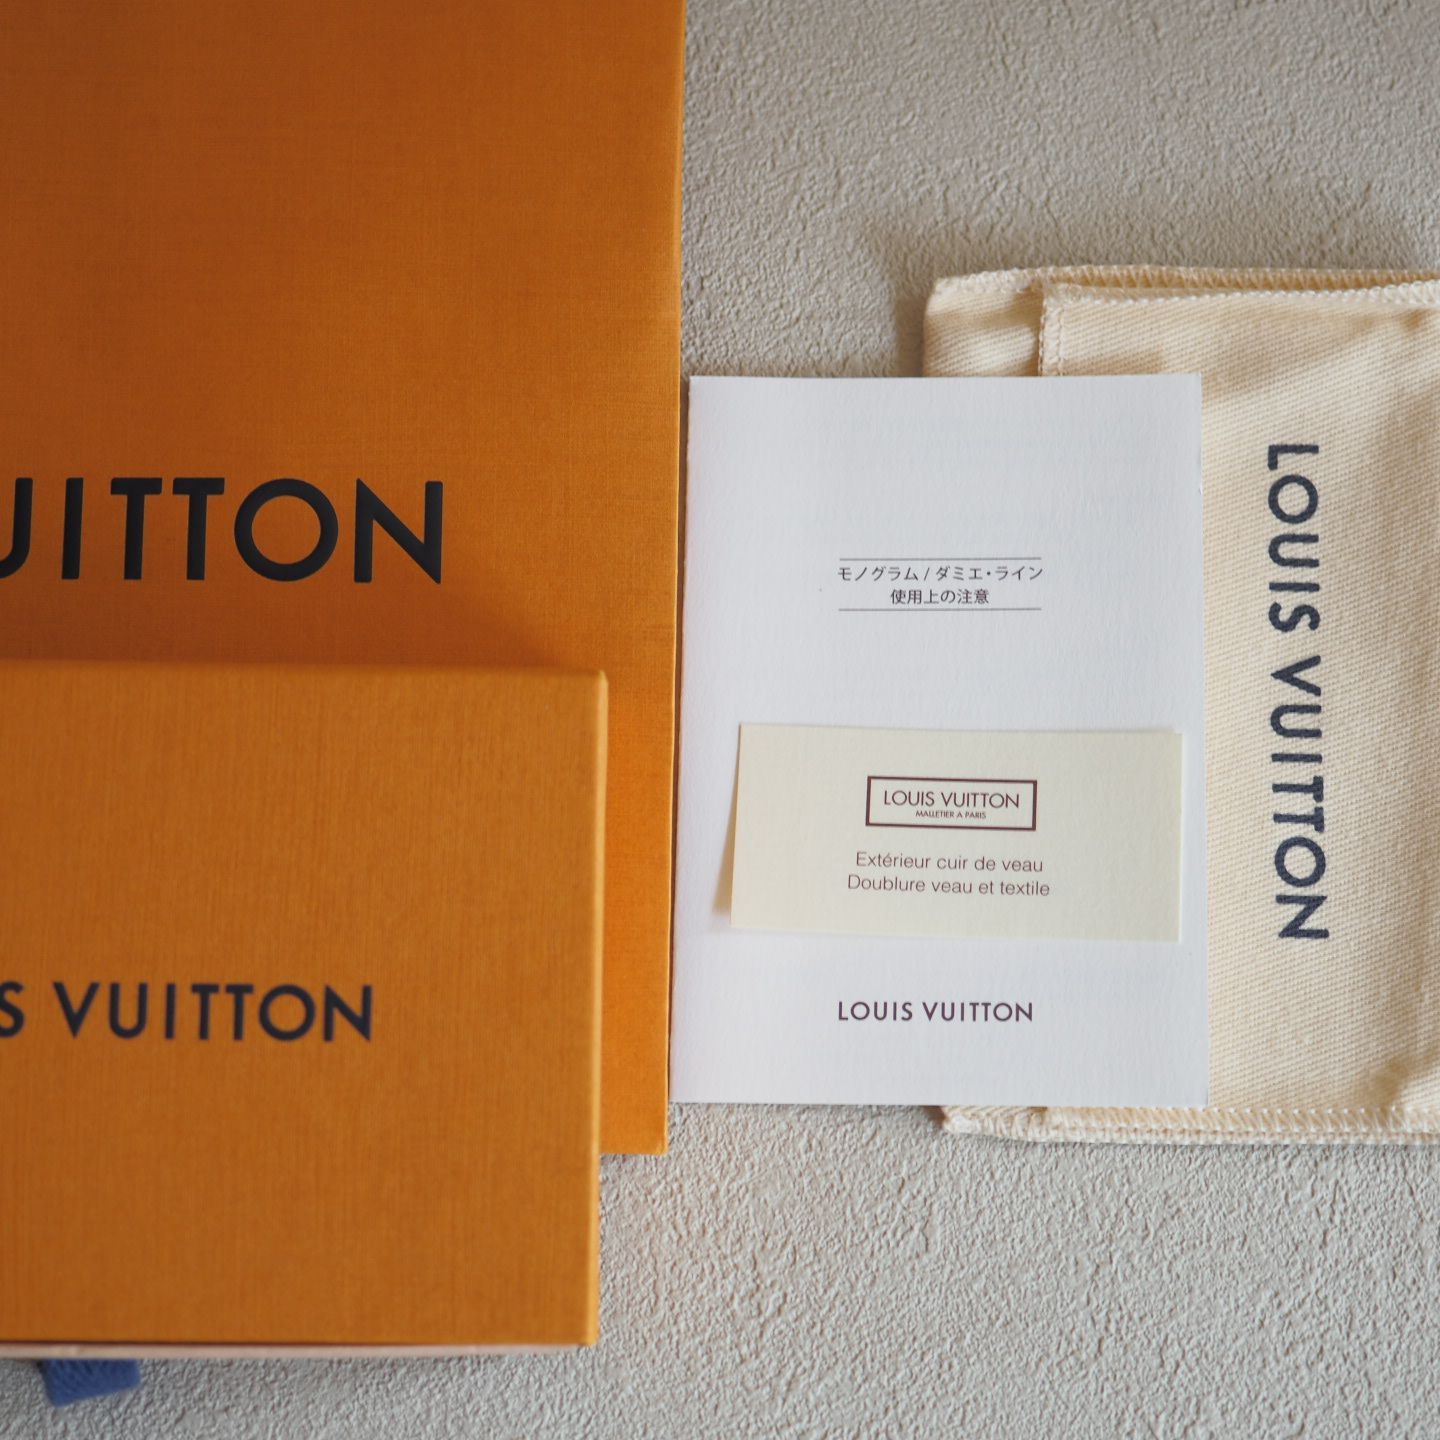 UITTON
S VUITTON
モノグラム / ダミエ・ライン
使用上の注意
LOUIS VUITTON
MALLETIER A PARIS
Extérieur cuir de veau
Doublure veau et textile
LOUIS VUITTON
LOUIS VUITTON